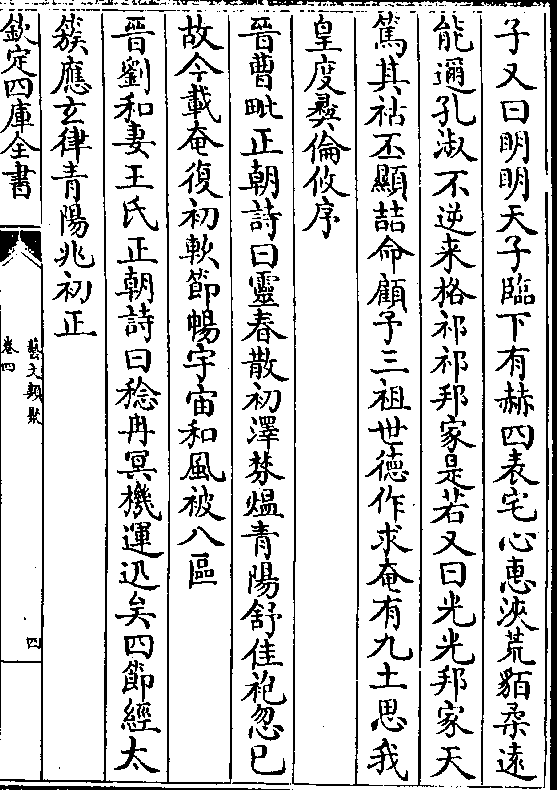 子又曰明明天子臨下有赫四表宅心惠浹荒貊柔遠
能邇孔淑不逆来格祁祁邦家是若又曰光光邦家天
篤其祜丕顯喆命顧予三祖世徳作求奄有九土思我
皇度彝倫攸序
晉曹毗正朝詩曰靈春散初澤棼熅青陽舒佳袍忽已
故今載奄復初軟節暢宇宙和風被八區
晉劉和妻王氏正朝詩曰稔冉冥機運迅矣四節經太
簇應玄律青陽兆初正
欽定四庫全書
藝文類聚
卷四
四